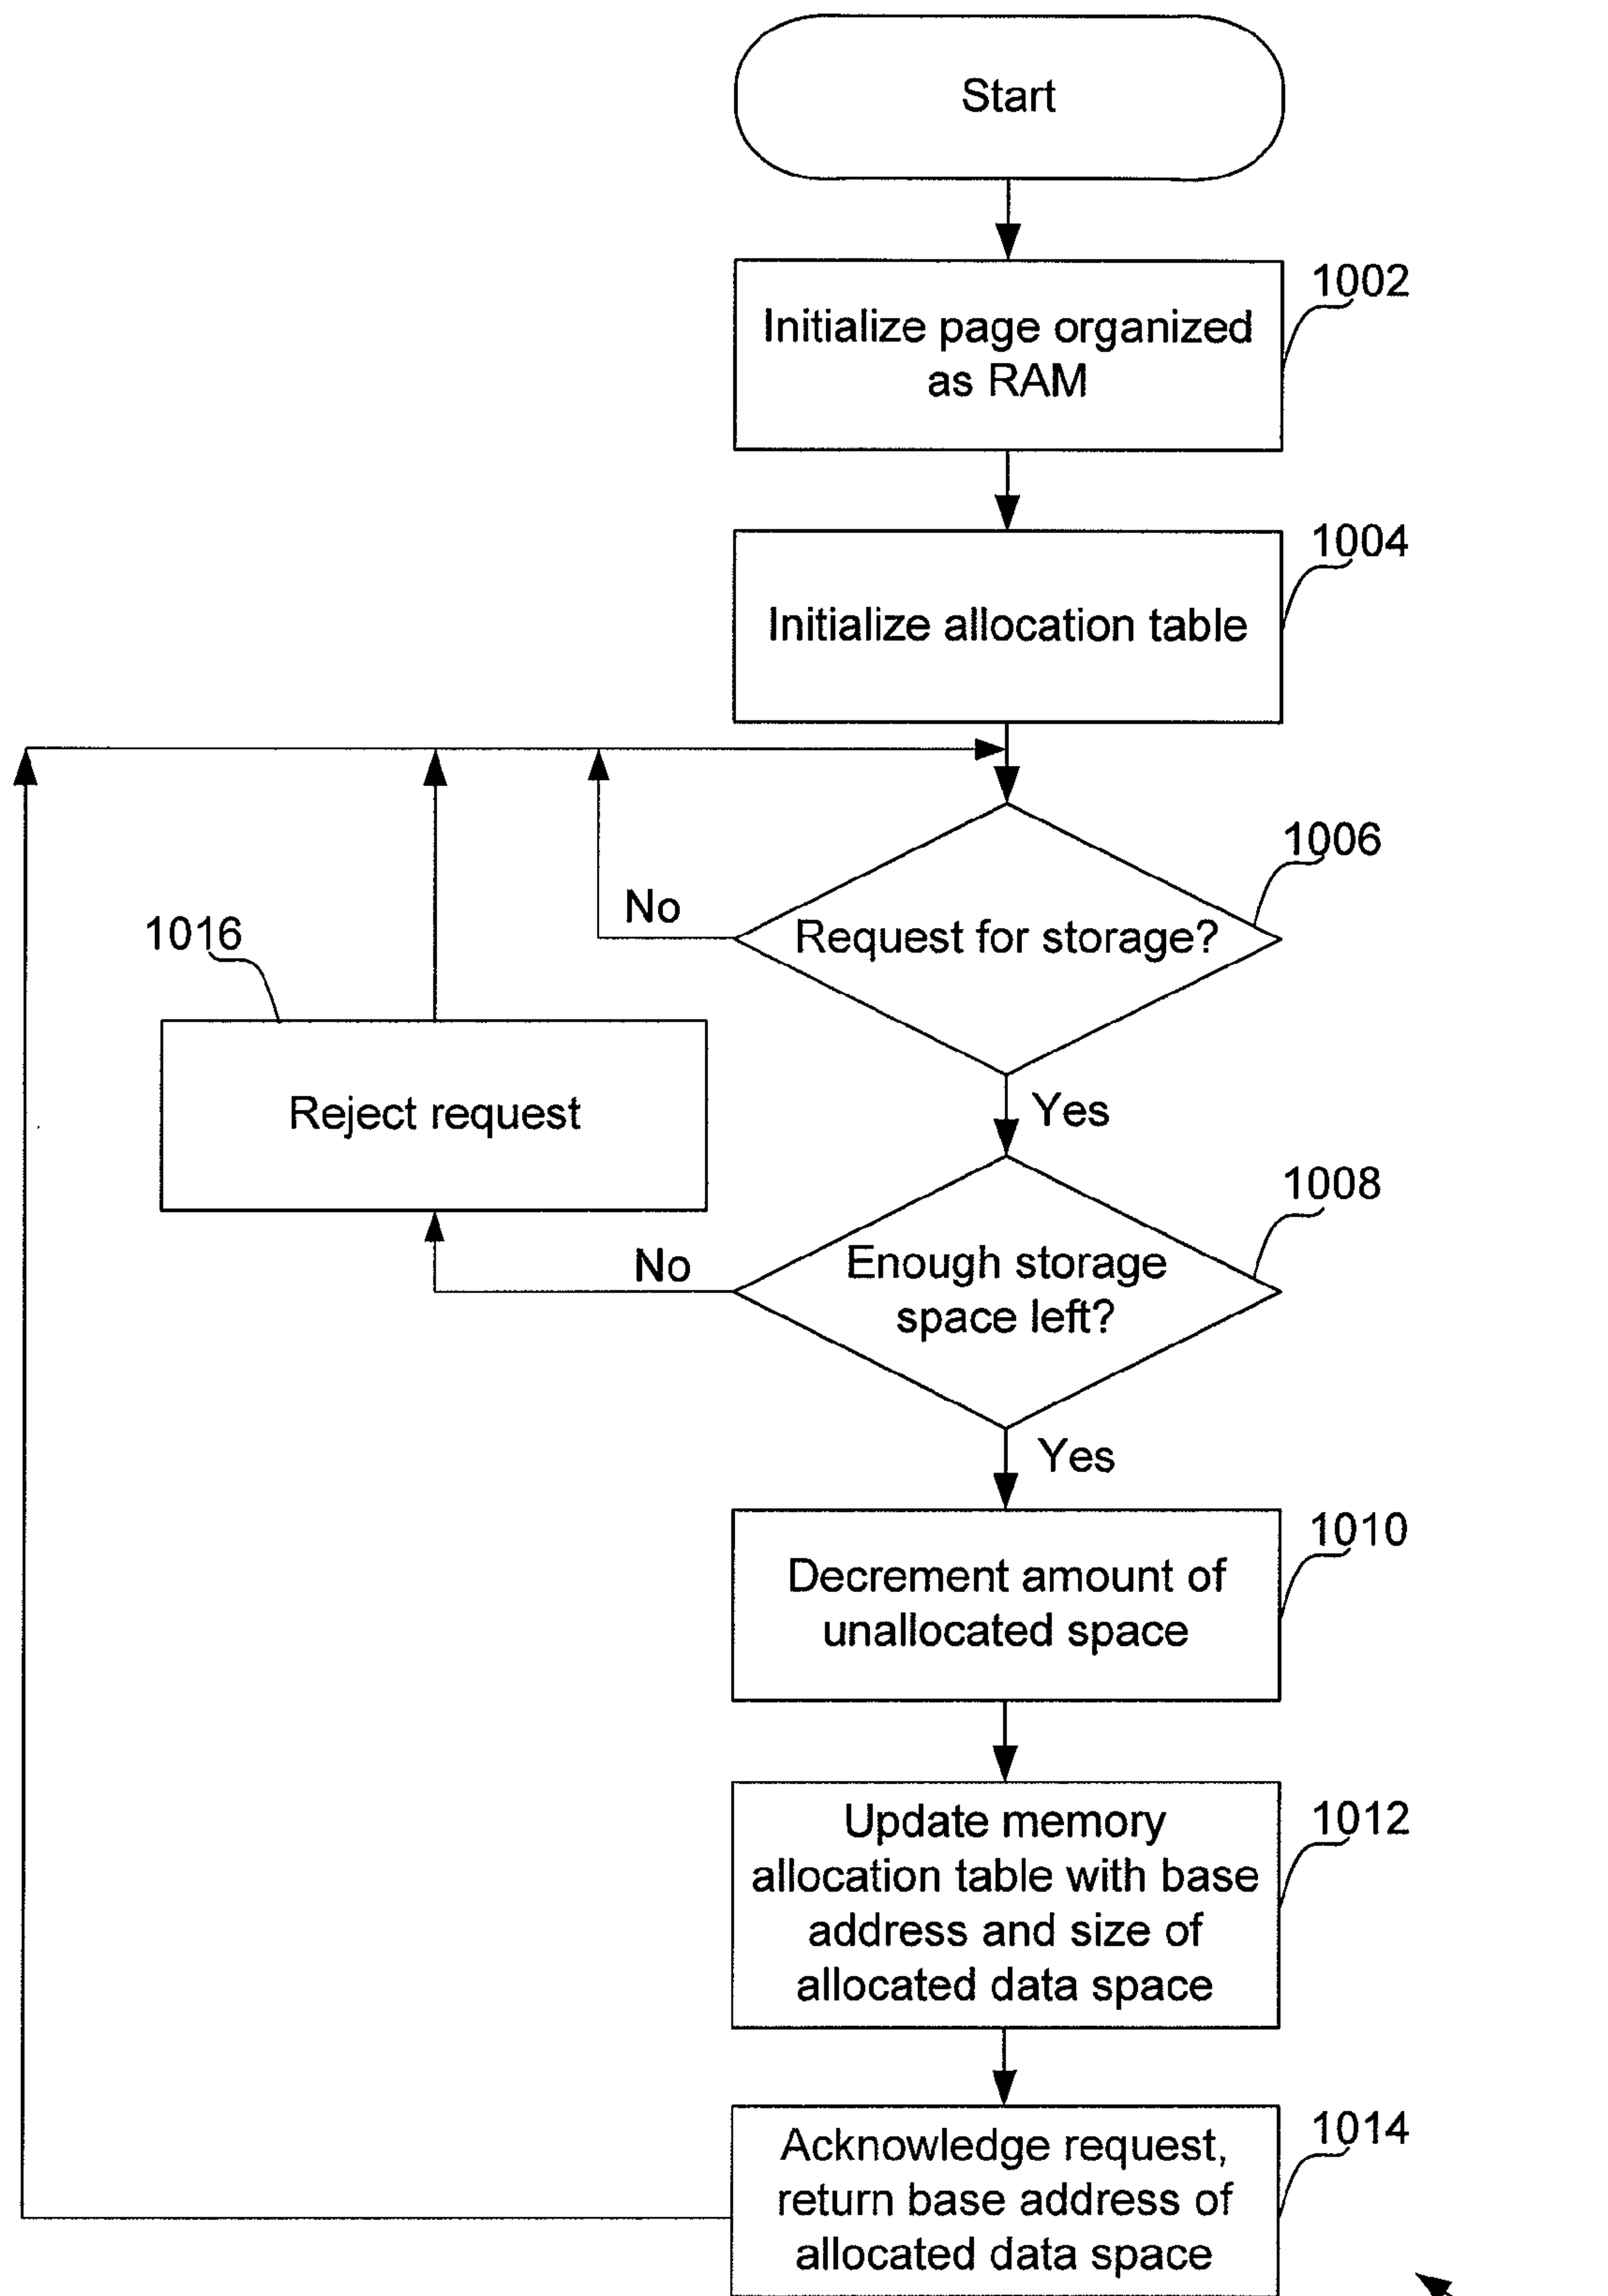 Start
1002
Initialize page organized
as RAM
1004
Initialize allocation table
1006
Request for storage?
No
1016
Reject request
Yes
1008
Enough storage
space left?
No
Yes
1010
Decrement amount of
unallocated space
1012
Update memory
allocation table with base
address and size of
allocated data space
1014
Acknowledge request,
return base address of
allocated data space